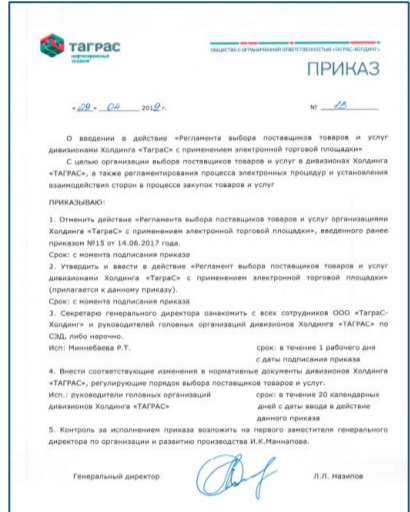 ТАГРАС
нефтесервисный
холдинг
ОБЩЕСТВО С ОГРАНИЧЕННОЙ ОТВЕТСТВЕННОСТЬЮ «ТАГРАС-ХОЛДИНГ»
ПРИКАЗ
«29» 04 2019 г. № 15
О введении в действие «Регламента выбора поставщиков товаров и услуг
дивизионами Холдинга «ТаграС» с применением электронной торговой площадки»
С целью организации выбора поставщиков товаров и услуг в дивизионах Холдинга
«ТАГРАС», а также регламентирования процесса электронных процедур и установления
взаимодействия сторон в процессе закупок товаров и услуг
ПРИКАЗЫВАЮ:
1. Отменить действие «Регламента выбора поставщиков товаров и услуг организациями
Холдинга «ТаграС» с применением электронной торговой площадки», введенного ранее
приказом №15 от 14.06.2017 года.
Срок: с момента подписания приказа
2. Утвердить и ввести в действие «Регламент выбора поставщиков товаров и услуг
дивизионами Холдинга «ТаграС» с применением электронной торговой площадки»
(прилагается к данному приказу).
Срок: с момента подписания приказа
3. Секретарю генерального директора ознакомить с всех сотрудников ООО «ТаграС-
Холдинг» и руководителей головных организаций дивизионов Холдинга «ТАГРАС» по
СЭД, либо нарочно.
Исп: Миннебаева Р.Т. срок: в течение 1 рабочего дня
с даты подписания приказа
4. Внести соответствующие изменения в нормативные документы дивизионов Холдинга
«ТАГРАС», регулирующие порядок выбора поставщиков товаров и услуг.
Исп.: руководители головных организаций срок: в течение 20 календарных
дивизионов Холдинга «ТАГРАС» дней с даты ввода в действие
данного приказа
5. Контроль за исполнением приказа возложить на первого заместителя генерального
директора по организации и развитию производства И.К.Маннапова.
Генеральный директор Л.Л. Назипов